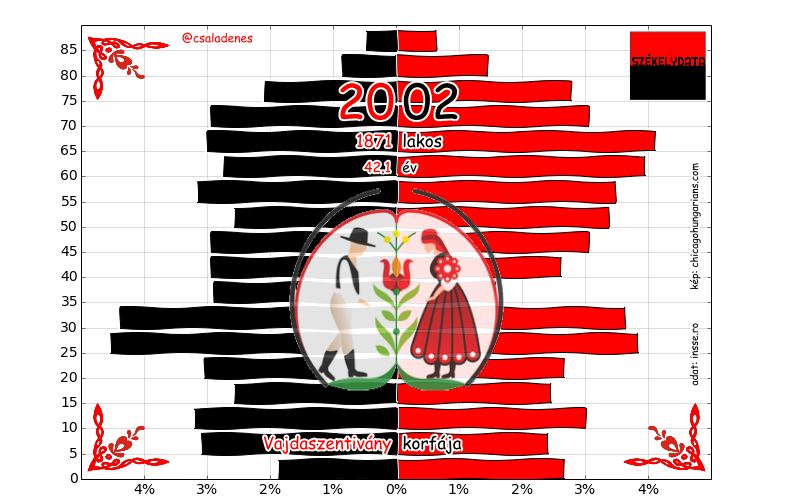 @csaladenes
SZÉKELYDATA
2002
1871 lakos
42.1 év
kép: chicagohungarians.com
adat: insse.ro
Vajdaszentivány korfája
85
80
75
70
65
60
55
50
45
40
35
30
25
20
15
10
5
0
4% 3% 2% 1% 0% 1% 2% 3% 4%